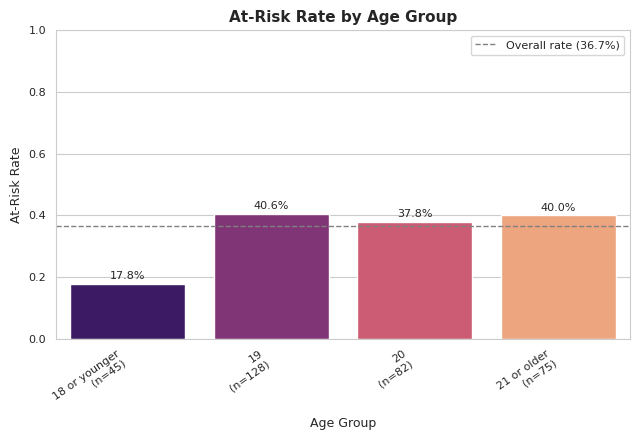 At-Risk Rate by Age Group
1.0
0.8
0.6
0.4
0.2
0.0
At-Risk Rate
Overall rate (36.7%)
17.8%
40.6%
37.8%
40.0%
18 or younger
(n=45)
19
(n=128)
20
(n=82)
21 or older
(n=75)
Age Group